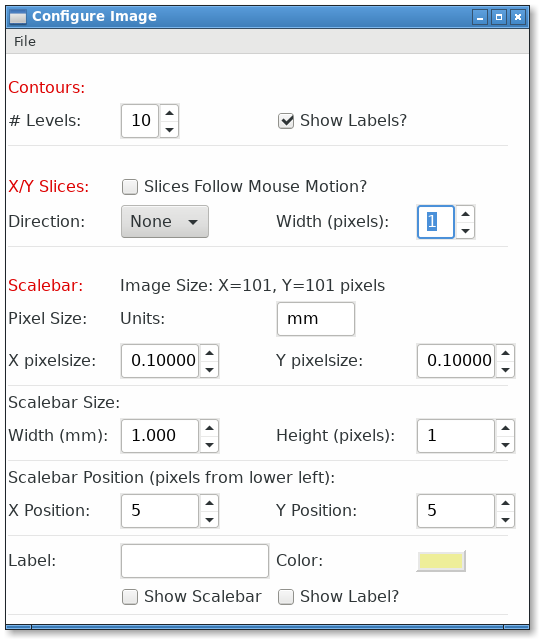 Configure Image
File
Contours:
# Levels: 10 Show Labels?
X/Y Slices: Slices Follow Mouse Motion?
Direction: None Width (pixels): 1
Scalebar: Image Size: X=101, Y=101 pixels
Pixel Size: Units: mm
X pixelsize: 0.10000 Y pixelsize: 0.10000
Scalebar Size:
Width (mm): 1.000 Height (pixels): 1
Scalebar Position (pixels from lower left):
X Position: 5 Y Position: 5
Label: Color:
Show Scalebar Show Label?